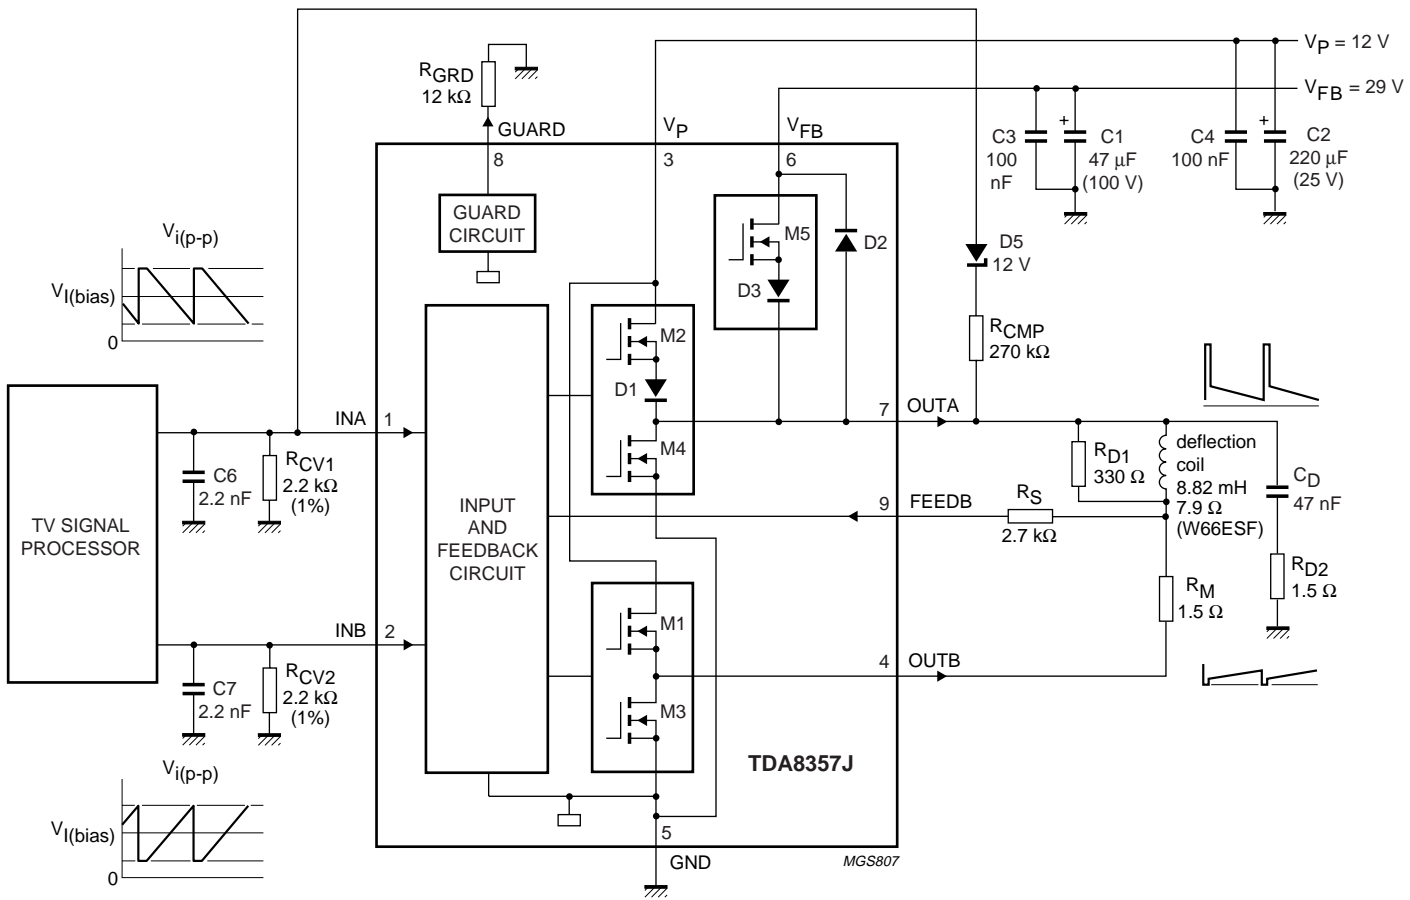 VP = 12 V
VFB = 29 V
RGRD
12 kΩ
GUARD
8
VP
3
VFB
6
C3
100
nF
+
C1
47 μF
(100 V)
C4
100 nF
+
C2
220 μF
(25 V)
GUARD
CIRCUIT
M5
D3
D2
D5
12 V
RCMP
270 kΩ
Vi(p-p)
VI(bias)
0
M2
D1
M4
7
OUTA
TV SIGNAL
PROCESSOR
INA
1
C6
2.2 nF
RCV1
2.2 kΩ
(1%)
INPUT
AND
FEEDBACK
CIRCUIT
9
FEEDB
RS
2.7 kΩ
RD1
330 Ω
deflection
coil
8.82 mH
7.9 Ω
(W66ESF)
CD
47 nF
RD2
1.5 Ω
RM
1.5 Ω
INB
2
C7
2.2 nF
RCV2
2.2 kΩ
(1%)
M1
M3
4
OUTB
TDA8357J
Vi(p-p)
VI(bias)
0
5
GND
MGS807